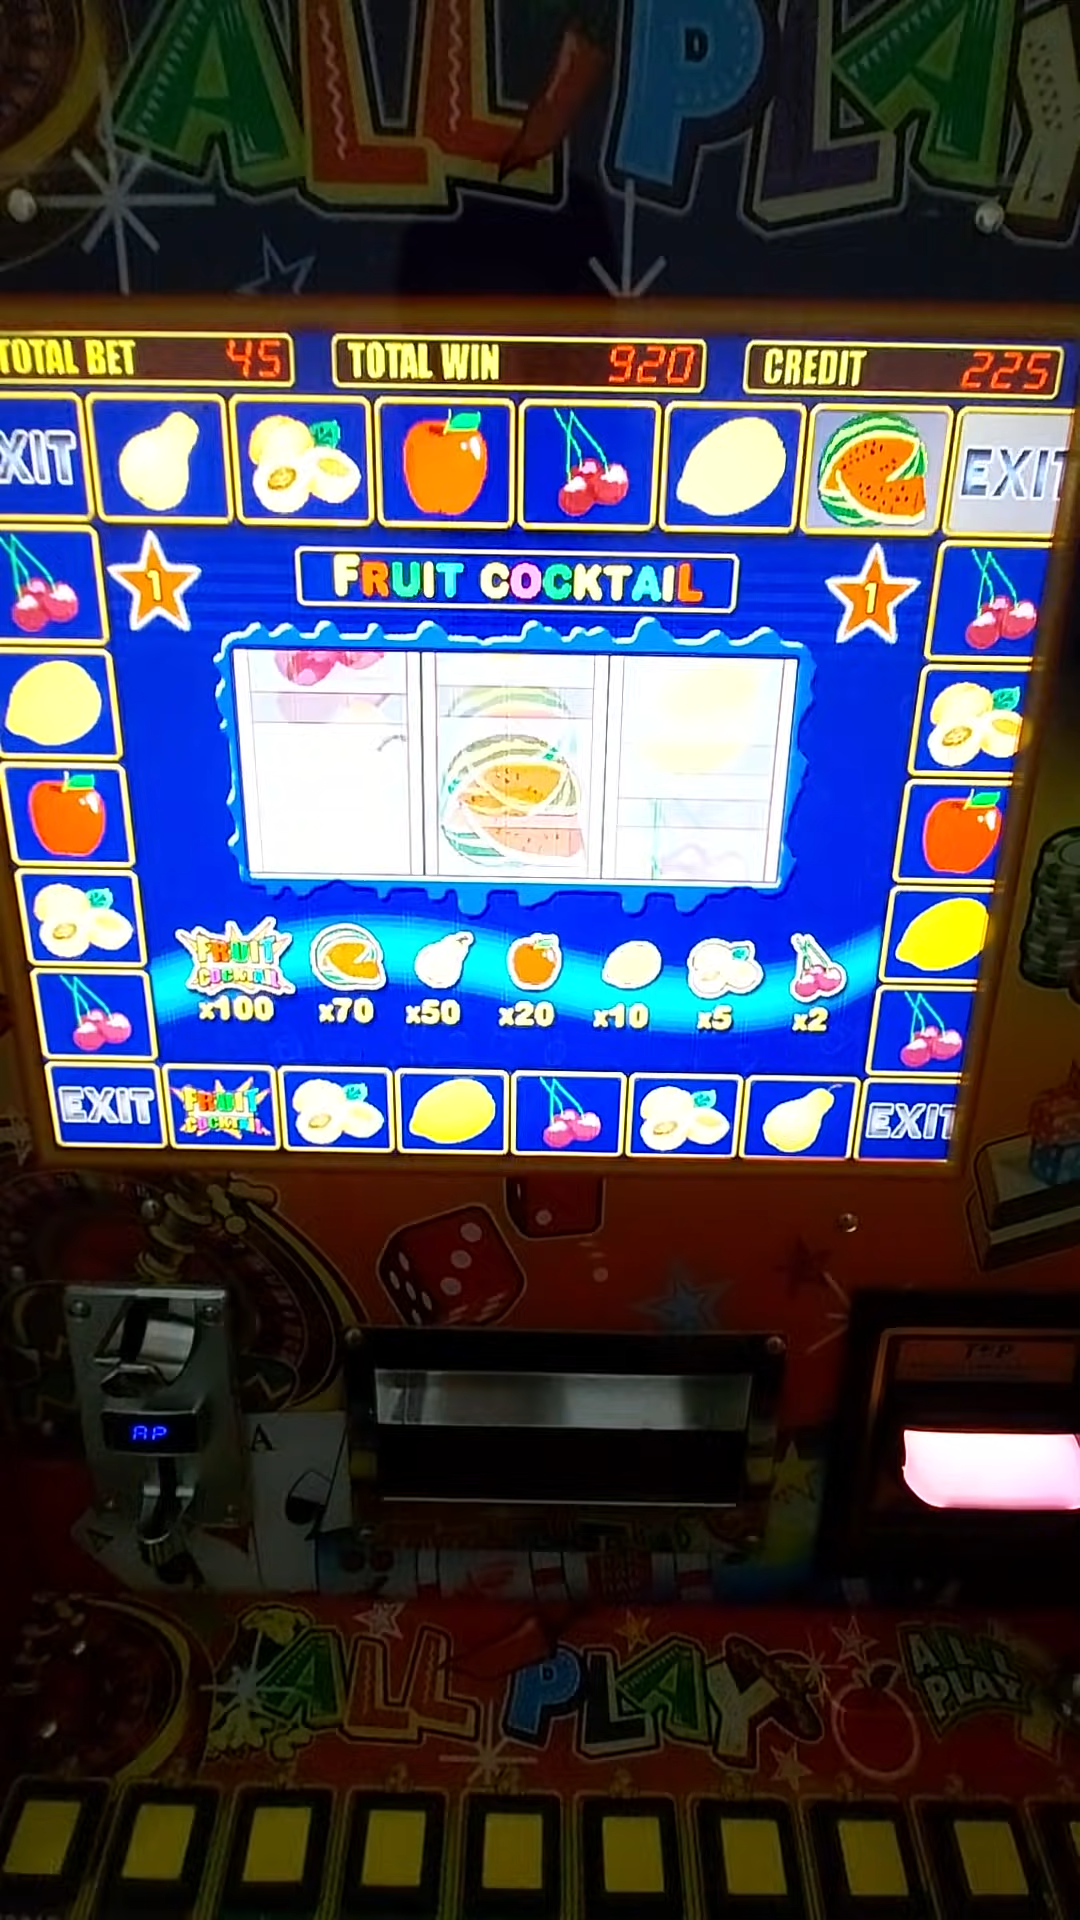 ALL PLAY
TOTAL BET 45 TOTAL WIN 920 CREDIT 225
EXIT EXIT
1 1
FRUIT COCKTAIL
FRUIT COCKTAIL
x100 x70 x50 x20 x10 x5 x2
EXIT FRUIT COCKTAIL EXIT
TOP
AP
A
ALL PLAY ALL PLAY